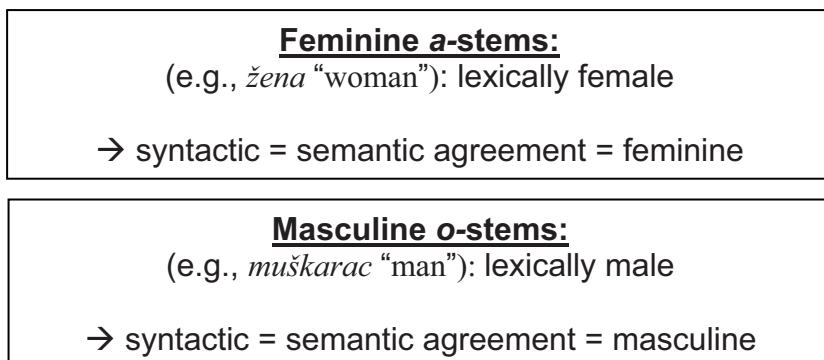 Feminine a-stems:
(e.g., žena “woman”): lexically female
→ syntactic = semantic agreement = feminine
Masculine o-stems:
(e.g., muškarac “man”): lexically male
→ syntactic = semantic agreement = masculine